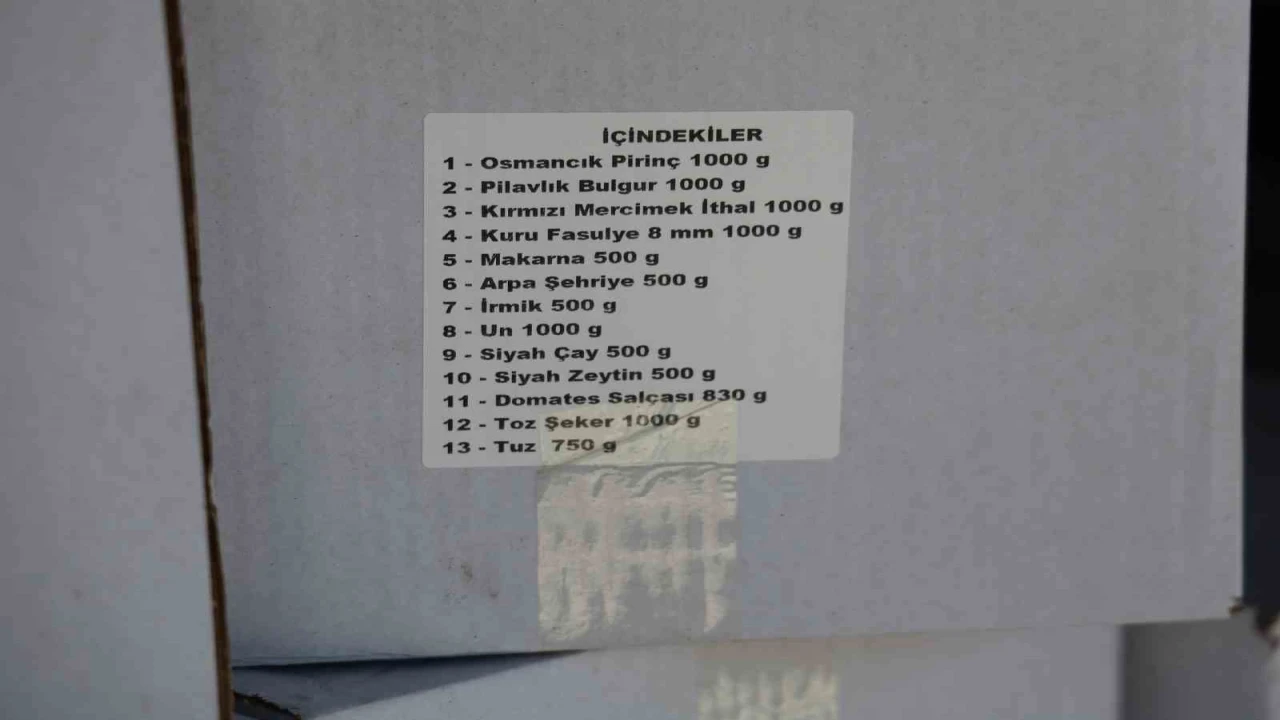 İÇİNDEKİLER
1 - Osmancık Pirinç 1000 g
2 - Pilavlık Bulgur 1000 g
3 - Kırmızı Mercimek İthal 1000 g
4 - Kuru Fasulye 8 mm 1000 g
5 - Makarna 500 g
6 - Arpa Şehriye 500 g
7 - İrmik 500 g
8 - Un 1000 g
9 - Siyah Çay 500 g
10 - Siyah Zeytin 500 g
11 - Domates Salçası 830 g
12 - Toz Şeker 1000 g
13 - Tuz 750 g